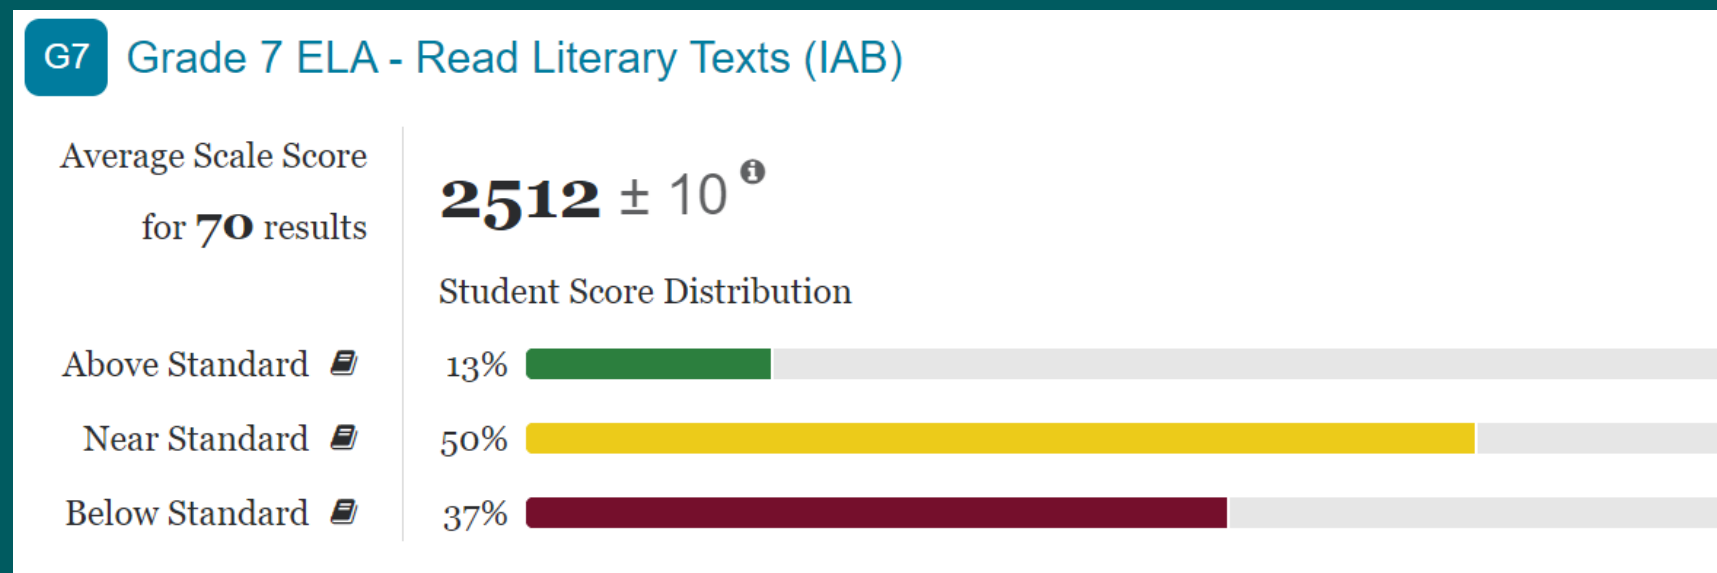 G7 Grade 7 ELA - Read Literary Texts (IAB)
Average Scale Score
for 70 results
2512 ± 10
Student Score Distribution
Above Standard 13%
Near Standard 50%
Below Standard 37%